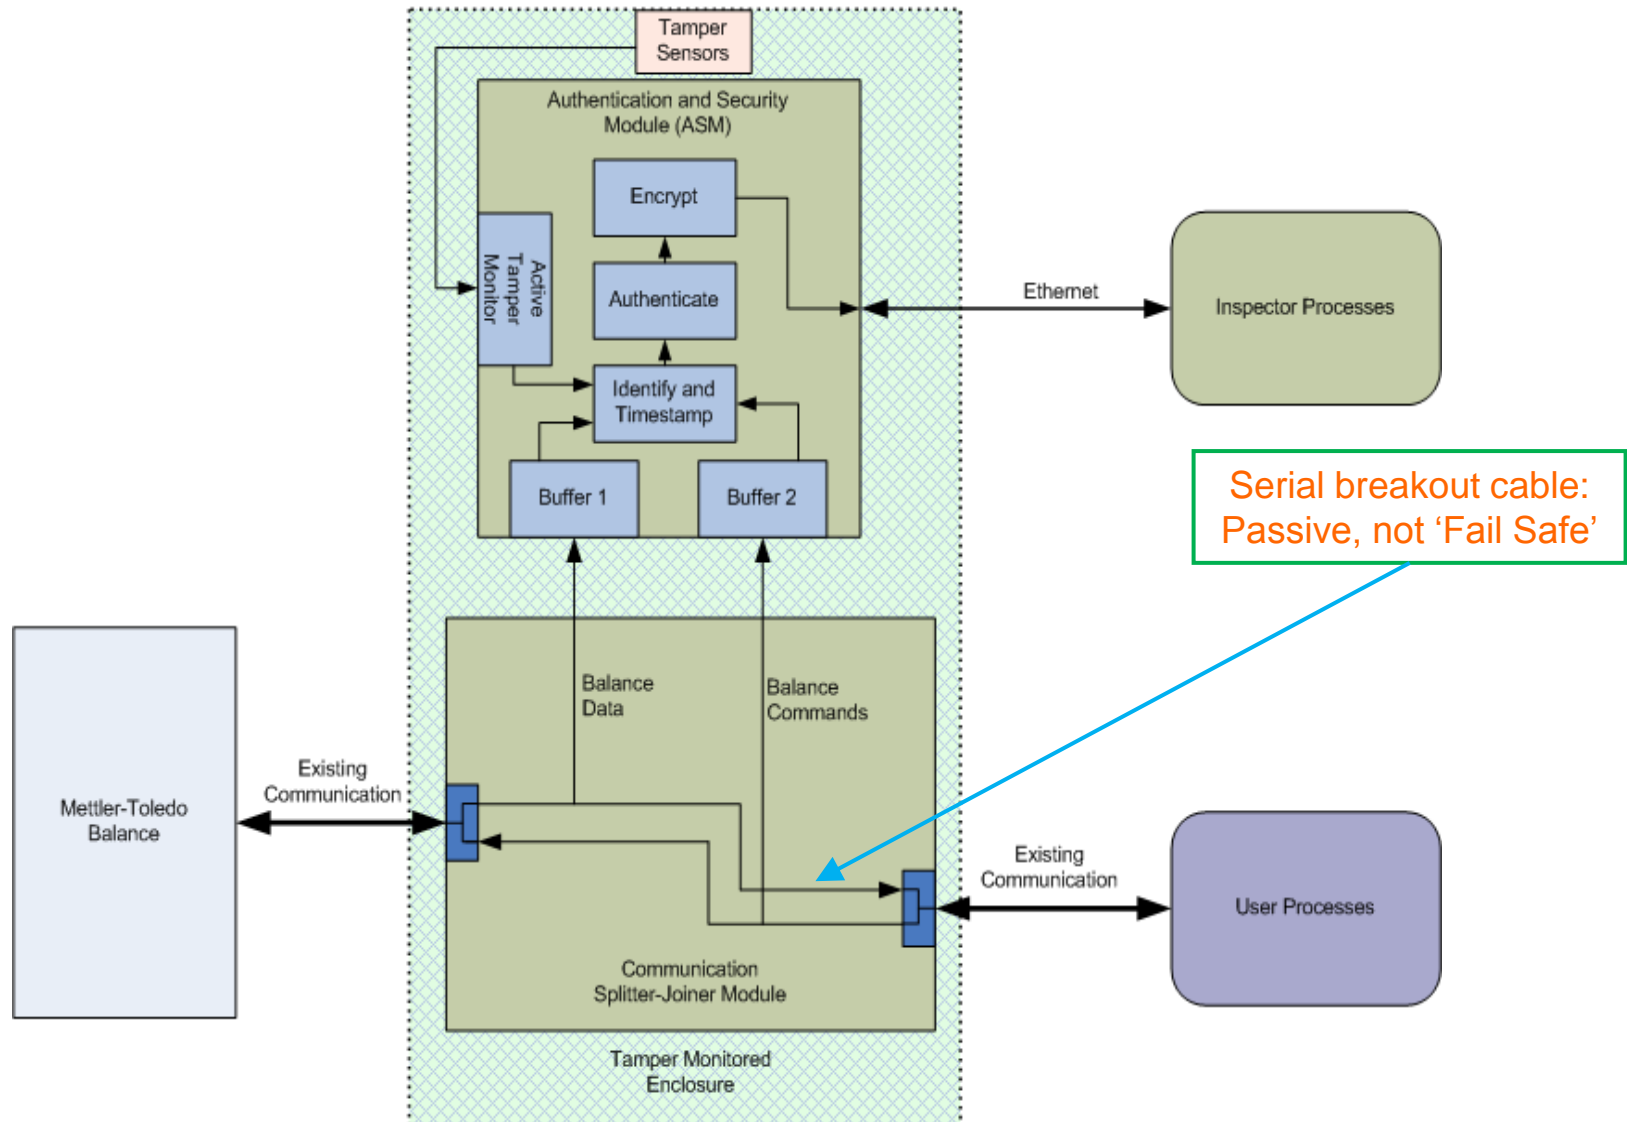 Tamper
Sensors
Authentication and Security
Module (ASM)
Encrypt
Active
Tamper
Monitor
Authenticate
Ethernet
Inspector Processes
Identify and
Timestamp
Buffer 1
Buffer 2
Serial breakout cable:
Passive, not ‘Fail Safe’
Balance
Data
Balance
Commands
Existing
Communication
Mettler-Toledo
Balance
Existing
Communication
User Processes
Communication
Splitter-Joiner Module
Tamper Monitored
Enclosure